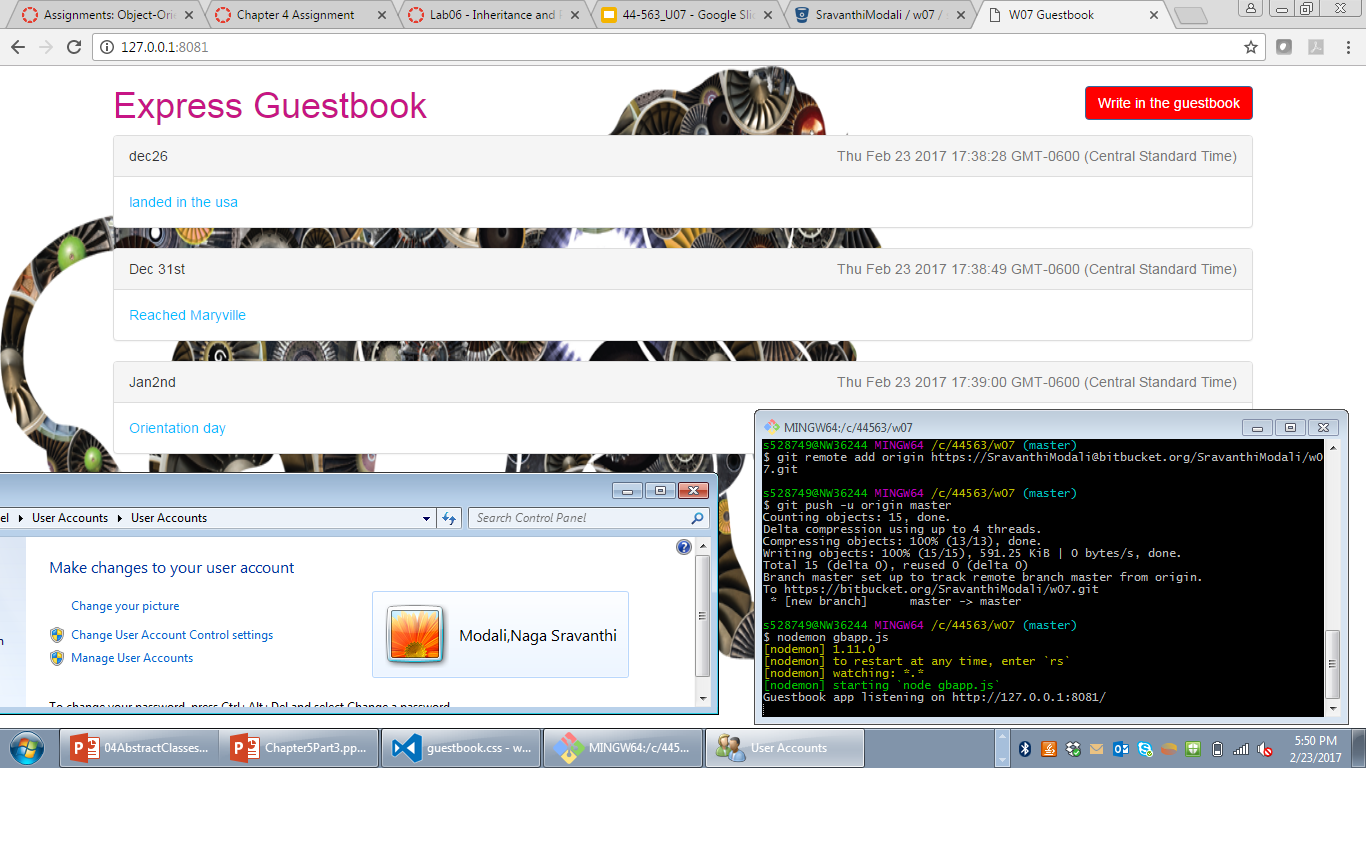 Assignments: Object-Ori
Chapter 4 Assignment
Lab06 - Inheritance and
44-563_U07 - Google Sli
SravanthiModali / w07 /
W07 Guestbook
127.0.0.1:8081
Express Guestbook
Write in the guestbook
dec26
Thu Feb 23 2017 17:38:28 GMT-0600 (Central Standard Time)
landed in the usa
Dec 31st
Thu Feb 23 2017 17:38:49 GMT-0600 (Central Standard Time)
Reached Maryville
Jan2nd
Thu Feb 23 2017 17:39:00 GMT-0600 (Central Standard Time)
Orientation day
MINGW64:/c/44563/w07
s528749@NW36244 MINGW64 /c/44563/w07 (master)
$ git remote add origin https://SravanthiModali@bitbucket.org/SravanthiModali/w0
7.git
s528749@NW36244 MINGW64 /c/44563/w07 (master)
$ git push -u origin master
Counting objects: 15, done.
Delta compression using up to 4 threads.
Compressing objects: 100% (13/13), done.
Writing objects: 100% (15/15), 591.25 KiB | 0 bytes/s, done.
Total 15 (delta 0), reused 0 (delta 0)
Branch master set up to track remote branch master from origin.
To https://bitbucket.org/SravanthiModali/w07.git
* [new branch] master -> master
s528749@NW36244 MINGW64 /c/44563/w07 (master)
$ nodemon gbapp.js
[nodemon] 1.11.0
[nodemon] to restart at any time, enter `rs`
[nodemon] watching: *.*
[nodemon] starting `node gbapp.js`
Guestbook app listening on http://127.0.0.1:8081/
el User Accounts User Accounts
Search Control Panel
Make changes to your user account
Change your picture
Change User Account Control settings
Manage User Accounts
Modali,Naga Sravanthi
To change your password, press Ctrl+Alt+Del and select Change a password.
04AbstractClasses...
Chapter5Part3.pp...
guestbook.css - w...
MINGW64:/c/445...
User Accounts
5:50 PM
2/23/2017